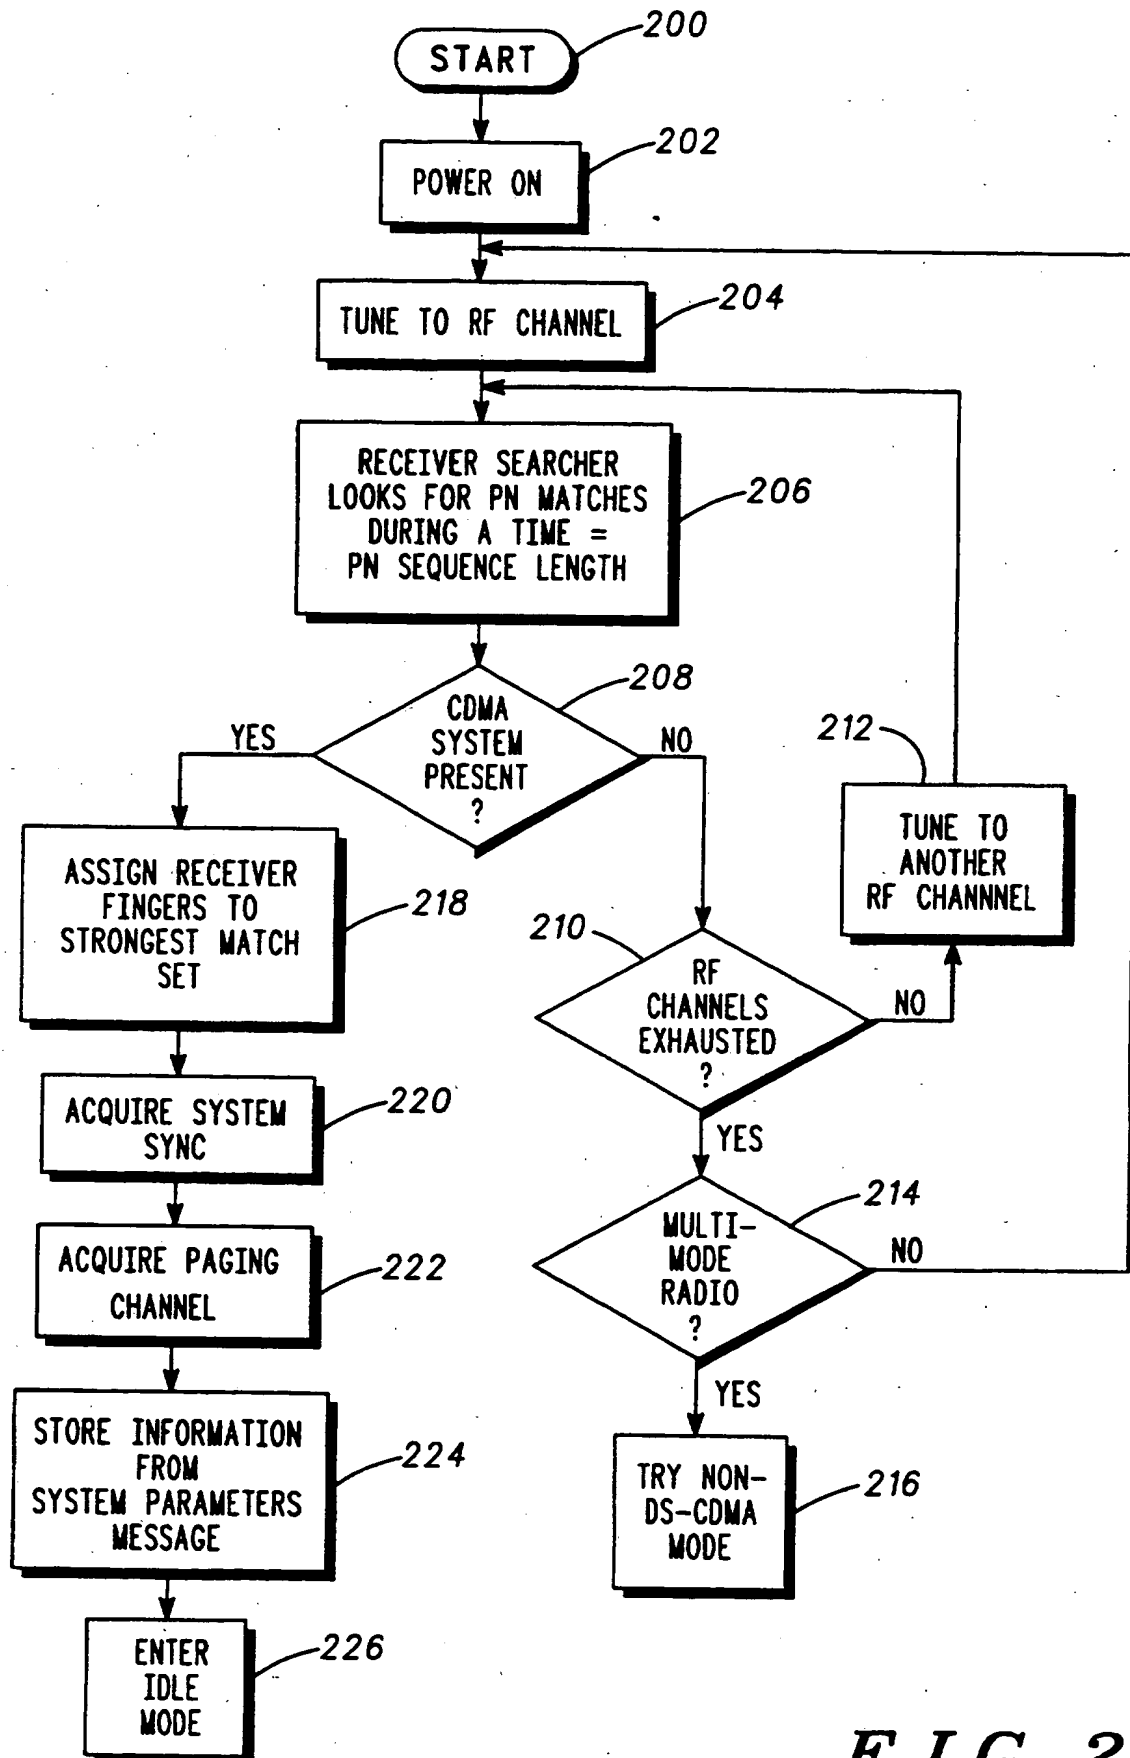 START
200
POWER ON
202
TUNE TO RF CHANNEL
204
RECEIVER SEARCHER
LOOKS FOR PN MATCHES
DURING A TIME =
PN SEQUENCE LENGTH
206
CDMA
SYSTEM
PRESENT
?
208
YES
NO
212
TUNE TO
ANOTHER
RF CHANNNEL
ASSIGN RECEIVER
FINGERS TO
STRONGEST MATCH
SET
218
210
RF
CHANNELS
EXHAUSTED
?
NO
YES
ACQUIRE SYSTEM
SYNC
220
MULTI-
MODE
RADIO
?
214
NO
YES
ACQUIRE PAGING
CHANNEL
222
STORE INFORMATION
FROM
SYSTEM PARAMETERS
MESSAGE
224
TRY NON-
DS-CDMA
MODE
216
ENTER
IDLE
MODE
226
FIG. 2